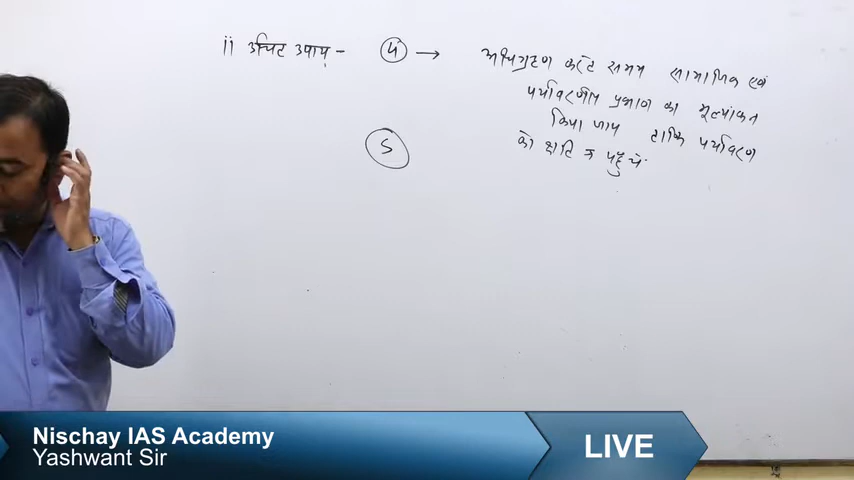 ii उचित उपाय - 4 → अधिग्रहण करते समय सामाजिक एवं
पर्यावरणीय प्रभाव का मूल्यांकन
किया जाय ताकि पर्यावरण
को क्षति न पहुँचे
5
Nischay IAS Academy
Yashwant Sir
LIVE